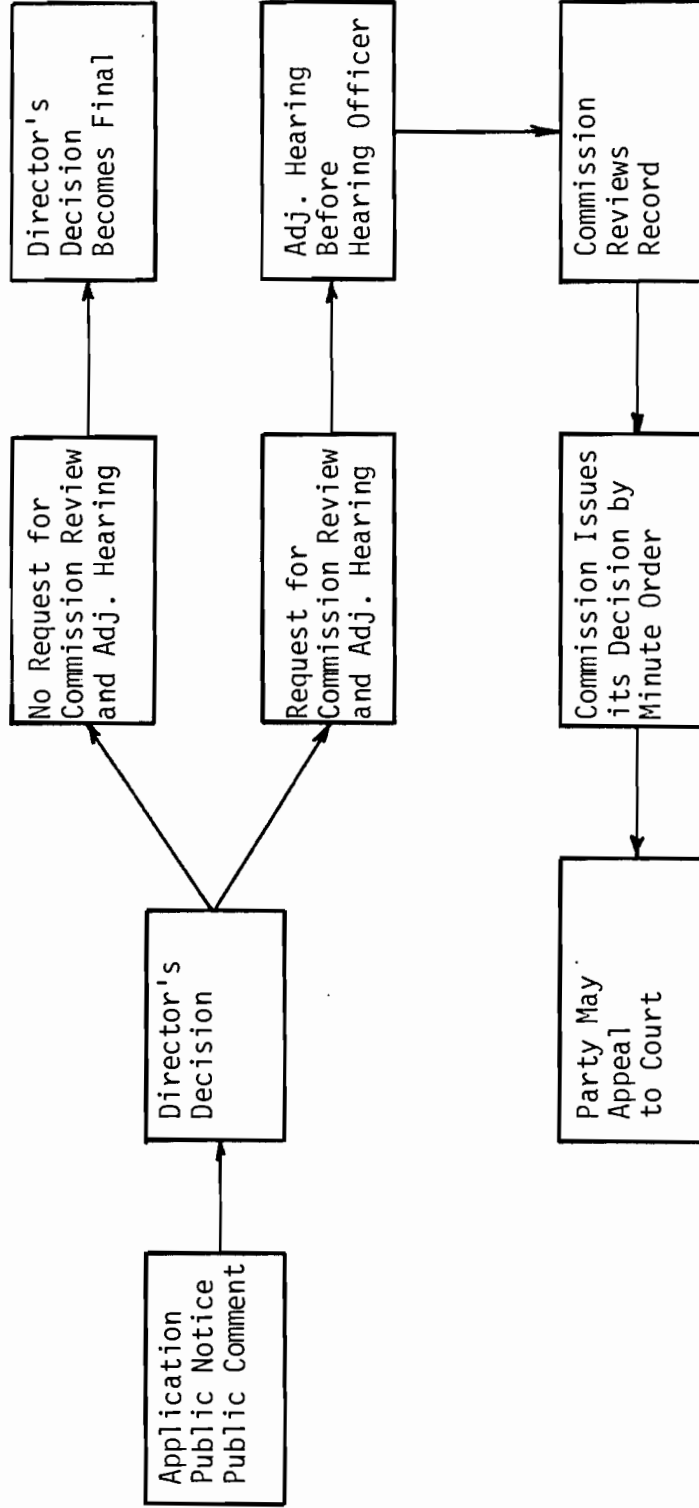 Application
Public Notice
Public Comment
Director's
Decision
No Request for
Commission Review
and Adj. Hearing
Director's
Decision
Becomes Final
Request for
Commission Review
and Adj. Hearing
Adj. Hearing
Before
Hearing Officer
Commission
Reviews
Record
Commission Issues
its Decision by
Minute Order
Party May
Appeal
to Court